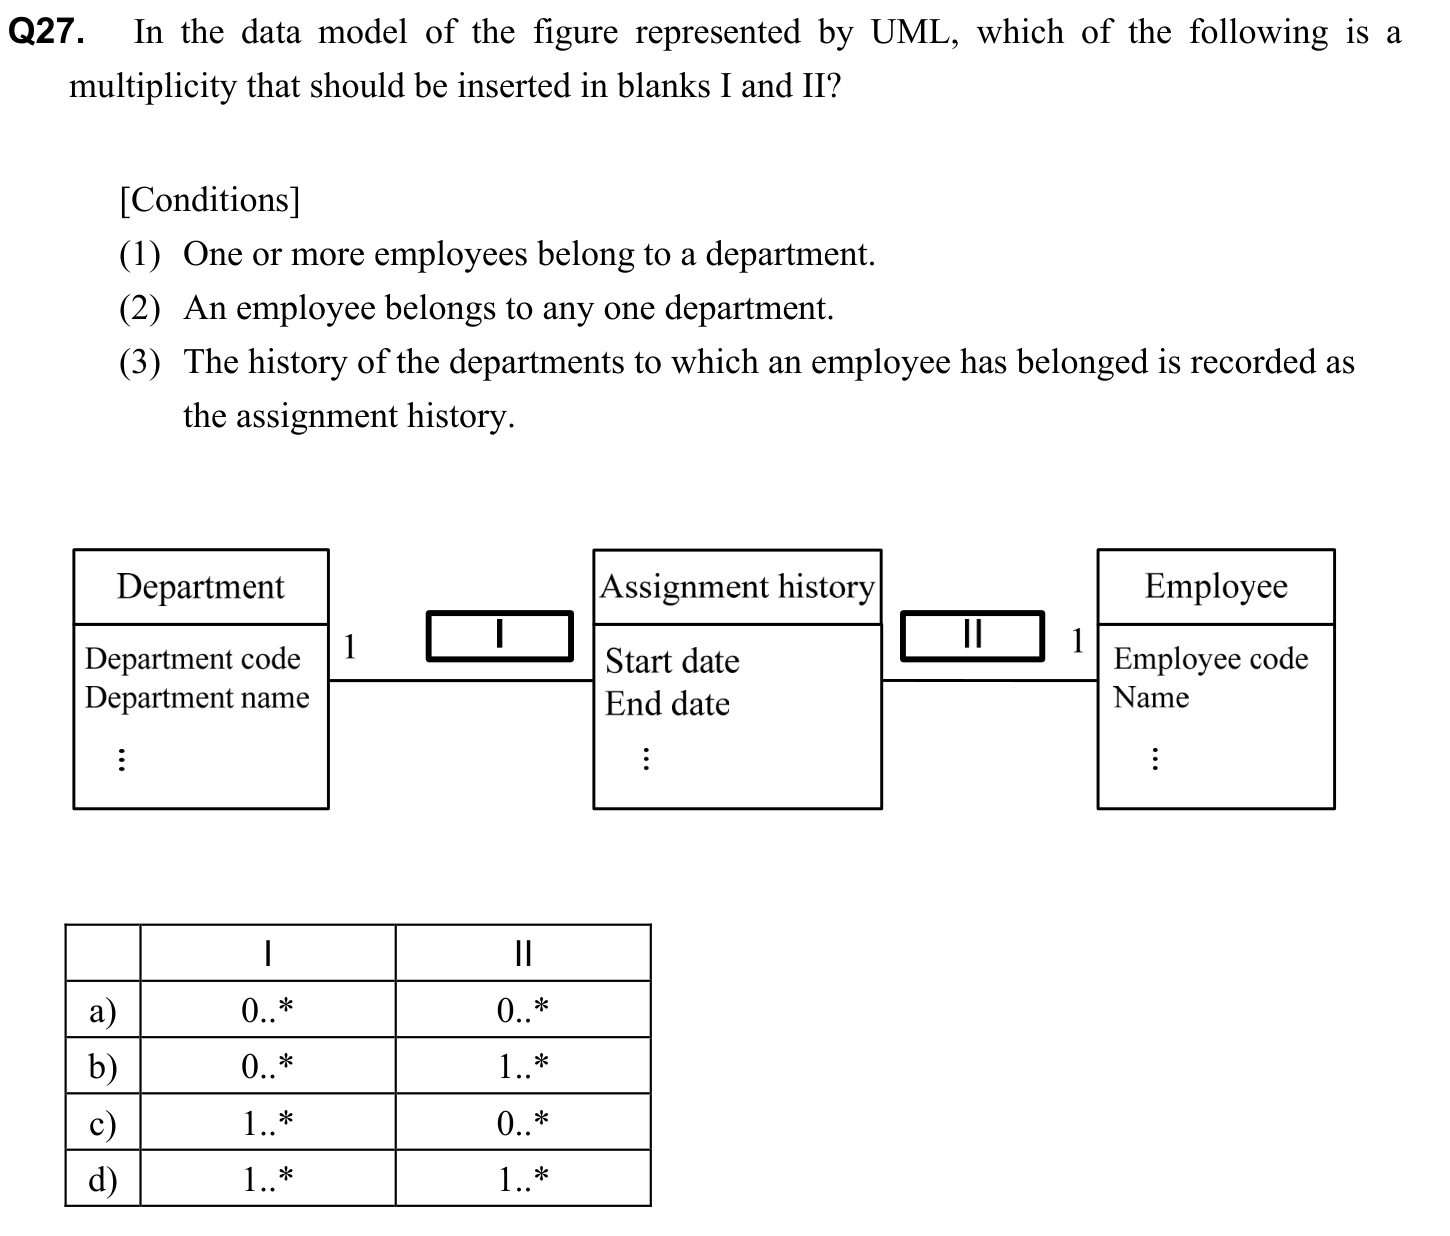 Q27. In the data model of the figure represented by UML, which of the following is a
multiplicity that should be inserted in blanks I and II?
[Conditions]
(1) One or more employees belong to a department.
(2) An employee belongs to any one department.
(3) The history of the departments to which an employee has belonged is recorded as
the assignment history.
Department
Department code
Department name
⋮
1
I
Assignment history
Start date
End date
⋮
II
1
Employee
Employee code
Name
⋮
I II
a) 0..* 0..*
b) 0..* 1..*
c) 1..* 0..*
d) 1..* 1..*